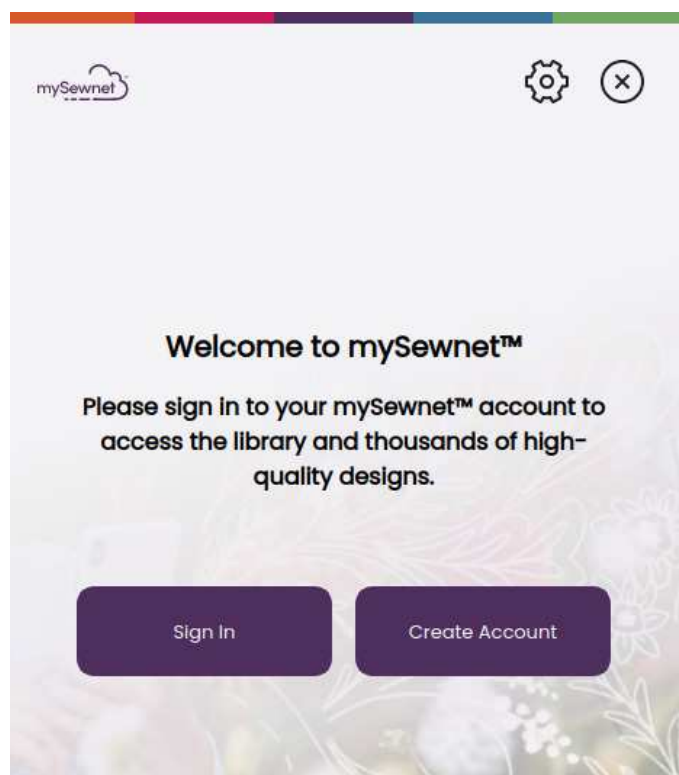 mySewnet
Welcome to mySewnet™
Please sign in to your mySewnet™ account to
access the library and thousands of high-
quality designs.
Sign In
Create Account